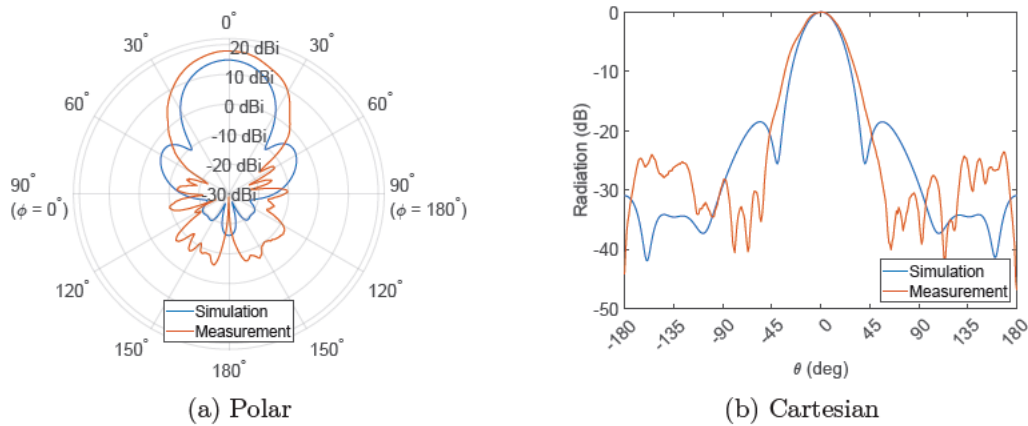 0°
30°
30°
60°
60°
90°
(ϕ = 0°)
90°
(ϕ = 180°)
120°
120°
150°
150°
180°
20 dBi
10 dBi
0 dBi
-10 dBi
-20 dBi
-30 dBi
Simulation
Measurement
(a) Polar
Radiation (dB)
0
-10
-20
-30
-40
-50
-180
-135
-90
-45
0
45
90
135
180
θ (deg)
Simulation
Measurement
(b) Cartesian